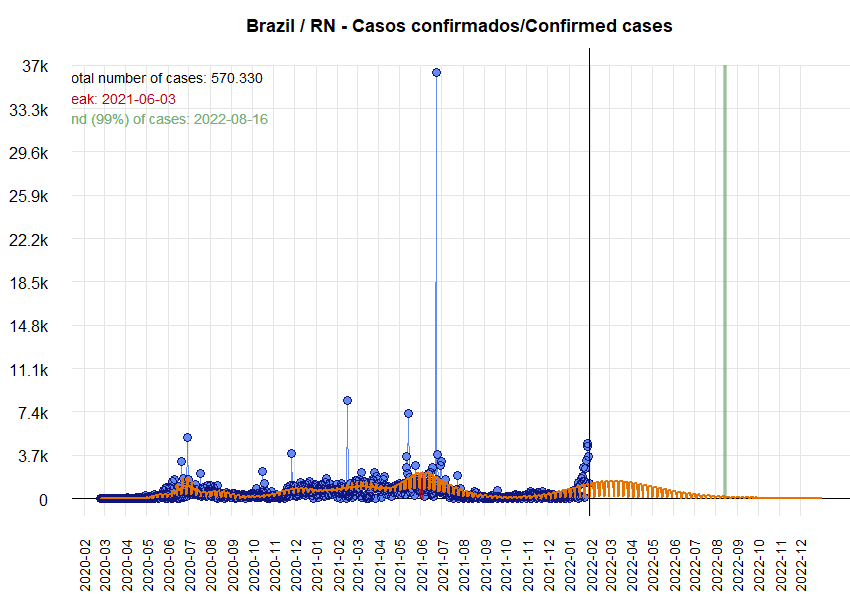 Brazil / RN - Casos confirmados/Confirmed cases
37k
otal number of cases: 570.330
eak: 2021-06-03
33.3k
nd (99%) of cases: 2022-08-16
29.6k
25.9k
22.2k
18.5k
14.8k
11.1k
7.4k
3.7k
0
2020-02
2020-03
2020-04
2020-05
2020-06
2020-07
2020-08
2020-09
2020-10
2020-11
2020-12
2021-01
2021-02
2021-03
2021-04
2021-05
2021-06
2021-07
2021-08
2021-09
2021-10
2021-11
2021-12
2022-01
2022-02
2022-03
2022-04
2022-05
2022-06
2022-07
2022-08
2022-09
2022-10
2022-11
2022-12